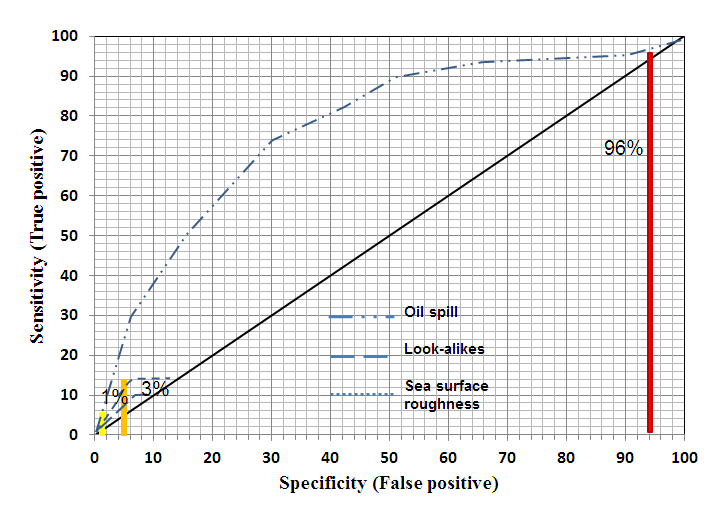 Sensitivity (True positive)
100
90
80
70
60
50
40
30
20
10
0
96%
1%
3%
Oil spill
Look-alikes
Sea surface
roughness
0 10 20 30 40 50 60 70 80 90 100
Specificity (False positive)